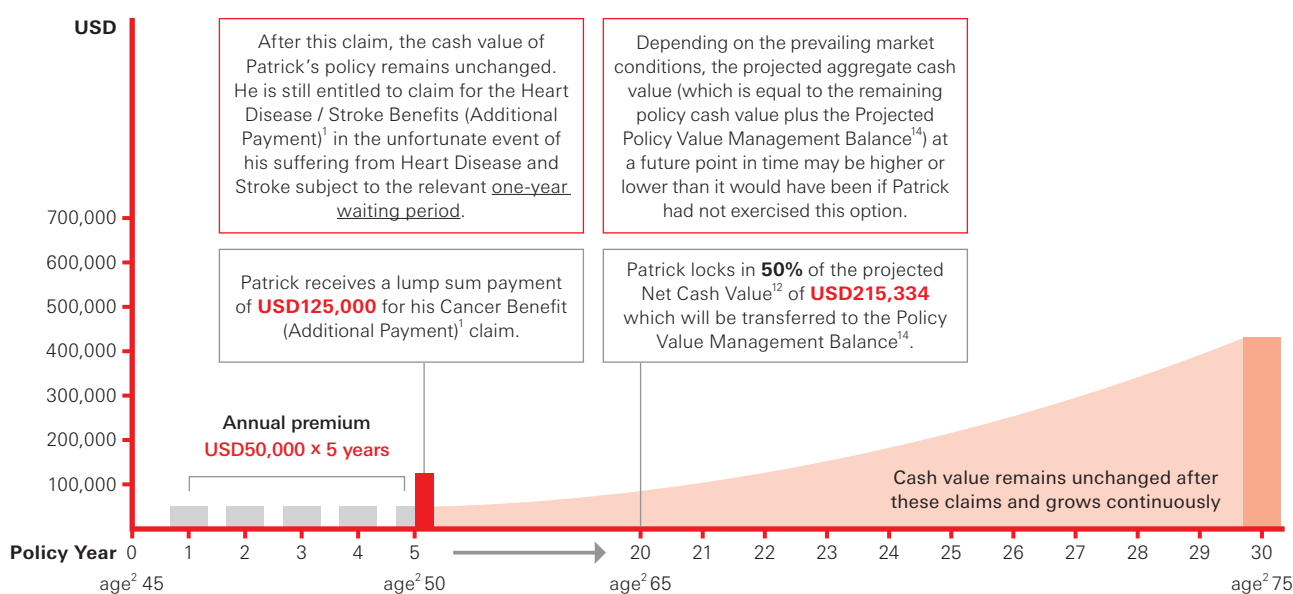 USD
After this claim, the cash value of
Patrick's policy remains unchanged.
He is still entitled to claim for the Heart
Disease / Stroke Benefits (Additional
Payment)1 in the unfortunate event of
his suffering from Heart Disease and
Stroke subject to the relevant one-year
waiting period.
Depending on the prevailing market
conditions, the projected aggregate cash
value (which is equal to the remaining
policy cash value plus the Projected
Policy Value Management Balance14) at
a future point in time may be higher or
lower than it would have been if Patrick
had not exercised this option.
Patrick receives a lump sum payment
of USD125,000 for his Cancer Benefit
(Additional Payment)1 claim.
Patrick locks in 50% of the projected
Net Cash Value12 of USD215,334
which will be transferred to the Policy
Value Management Balance14.
700,000
600,000
500,000
400,000
300,000
200,000
100,000
Annual premium
USD50,000 x 5 years
Cash value remains unchanged after
these claims and grows continuously
Policy Year 0 1 2 3 4 5 20 21 22 23 24 25 26 27 28 29 30
age2 45 age2 50 age2 65 age2 75